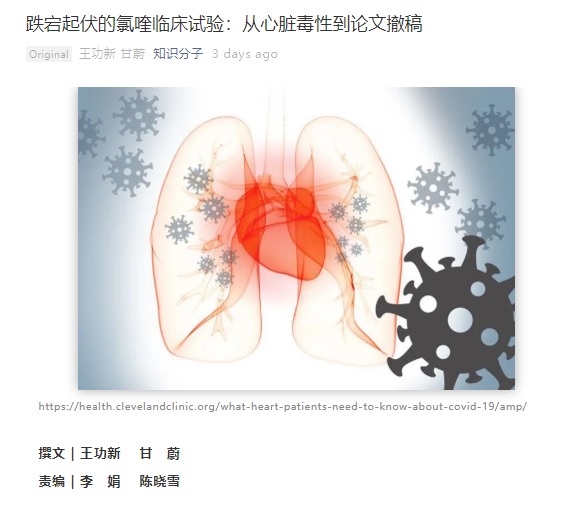 跌宕起伏的氯喹临床试验：从心脏毒性到论文撤稿
Original 王功新 甘蔚 知识分子 3 days ago
https://health.clevelandclinic.org/what-heart-patients-need-to-know-about-covid-19/amp/
撰文 | 王功新 甘 蔚
责编 | 李 娟 陈晓雪